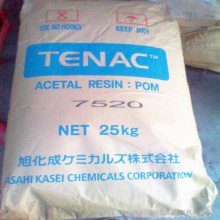 USE NO HOOKS
KEEP DRY
TENAC™
ACETAL RESIN : POM
7520
NET 25kg
旭化成ケミカルズ株式会社
ASAHI KASEI CHEMICALS CORPORATION